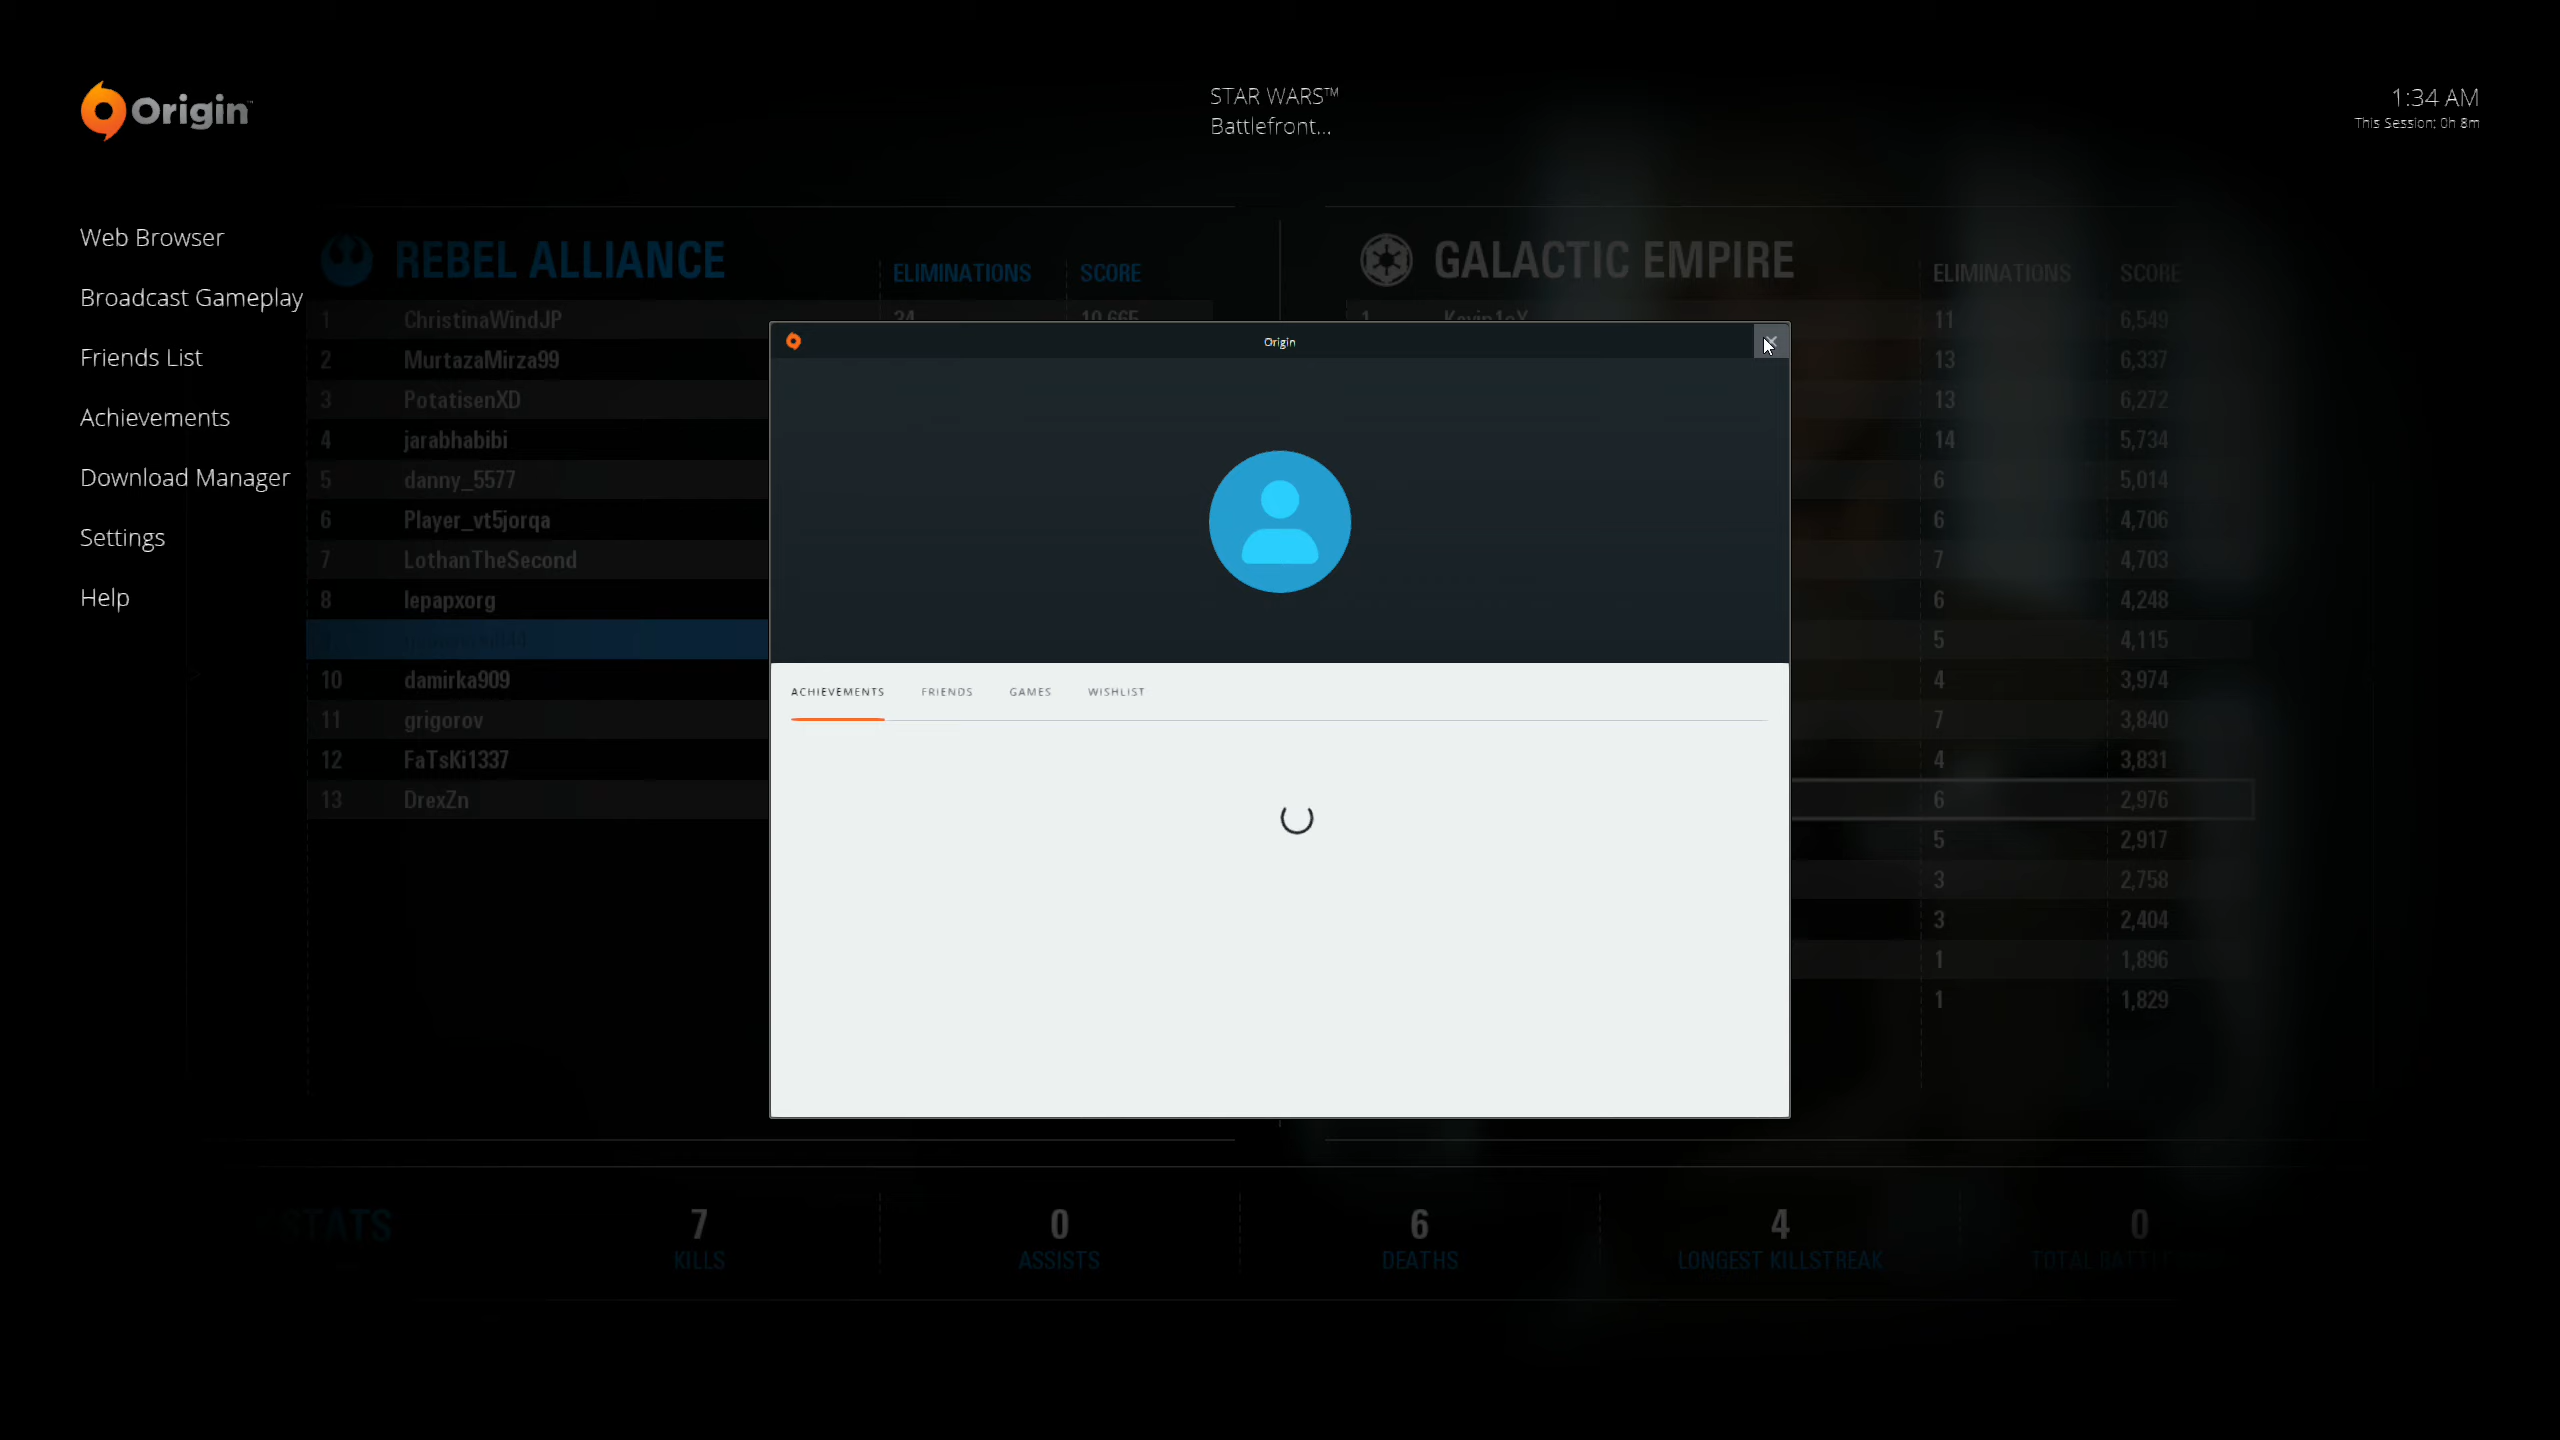 Origin
STAR WARS™
Battlefront...
1:34 AM
This Session: 0h 8m
Web Browser
Broadcast Gameplay
Friends List
Achievements
Download Manager
Settings
Help
REBEL ALLIANCE
ELIMINATIONS SCORE
1 ChristinaWindJP 24 10,665
2 MurtazaMirza99
3 PotatisenXD
4 jarabhabibi
5 danny_5577
6 Player_vt5jorqa
7 LothanTheSecond
8 lepapxorg
10 damirka909
11 grigorov
12 FaTsKi1337
13 DrexZn
GALACTIC EMPIRE
ELIMINATIONS SCORE
1 11 6,549
13 6,337
13 6,272
14 5,734
6 5,014
6 4,706
7 4,703
6 4,248
5 4,115
4 3,974
7 3,840
4 3,831
6 2,976
5 2,917
3 2,758
3 2,404
1 1,896
1 1,829
Origin
ACHIEVEMENTS
FRIENDS
GAMES
WISHLIST
STATS
7
KILLS
0
ASSISTS
6
DEATHS
4
LONGEST KILLSTREAK
0
TOTAL